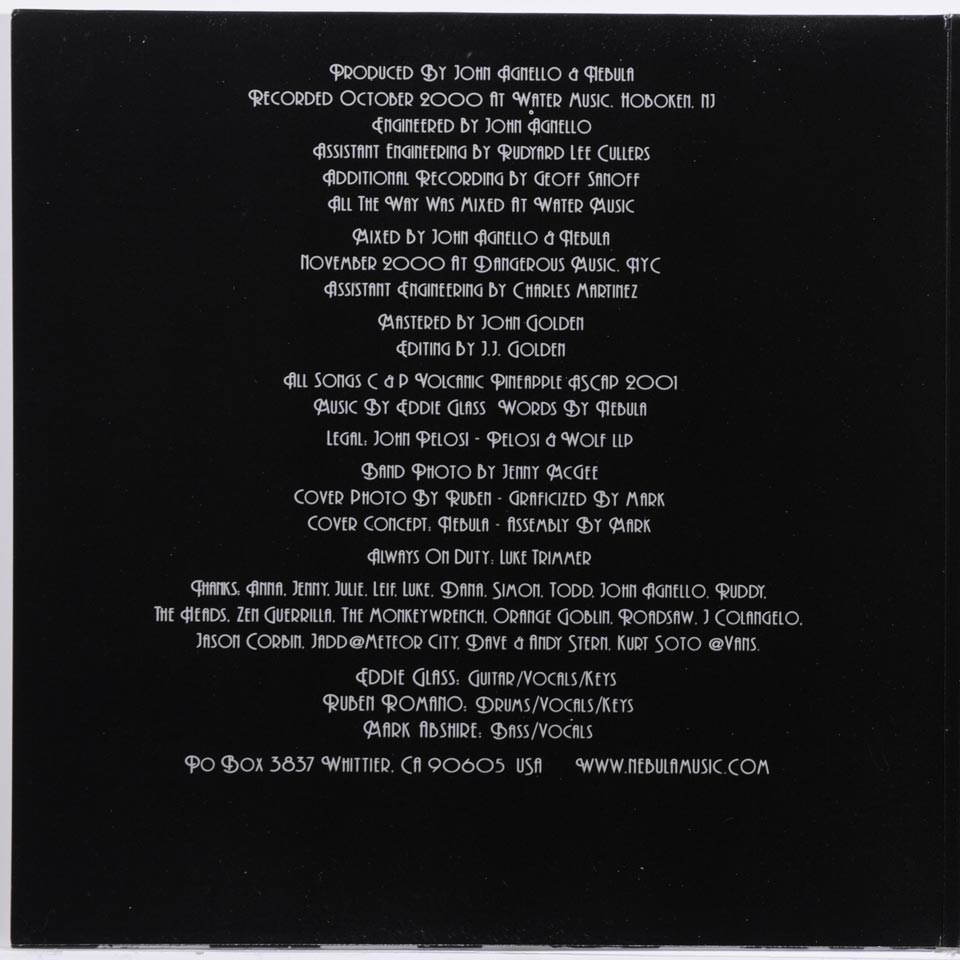 Produced By John Agnello & Nebula
Recorded October 2000 At Water Music, Hoboken, NJ
Engineered By John Agnello
Assistant Engineering By Rudyard Lee Cullers
Additional Recording By Geoff Sanoff
All The Way Was Mixed At Water Music
Mixed By John Agnello & Nebula
November 2000 At Dangerous Music, NYC
Assistant Engineering By Charles Martinez
Mastered By John Golden
Editing By J.J. Golden
All Songs C & P Volcanic Pineapple ASCAP 2001
Music By Eddie Glass Words By Nebula
Legal: John Pelosi - Pelosi & Wolf LLP
Band Photo By Jenny McGee
Cover Photo By Ruben - Graficized By Mark
Cover Concept: Nebula - Assembly By Mark
Always On Duty: Luke Trimmer
Thanks: Anna, Jenny, Julie, Leif, Luke, Dana, Simon, Todd, John Agnello, Ruddy,
The Heads, Zen Guerrilla, The Monkeywrench, Orange Goblin, Roadsaw, J Colangelo,
Jason Corbin, Jadd@Meteor City, Dave & Andy Stern, Kurt Soto @Vans.
Eddie Glass: Guitar/Vocals/Keys
Ruben Romano: Drums/Vocals/Keys
Mark Abshire: Bass/Vocals
PO Box 3837 Whittier, CA 90605 USA www.nebulamusic.com